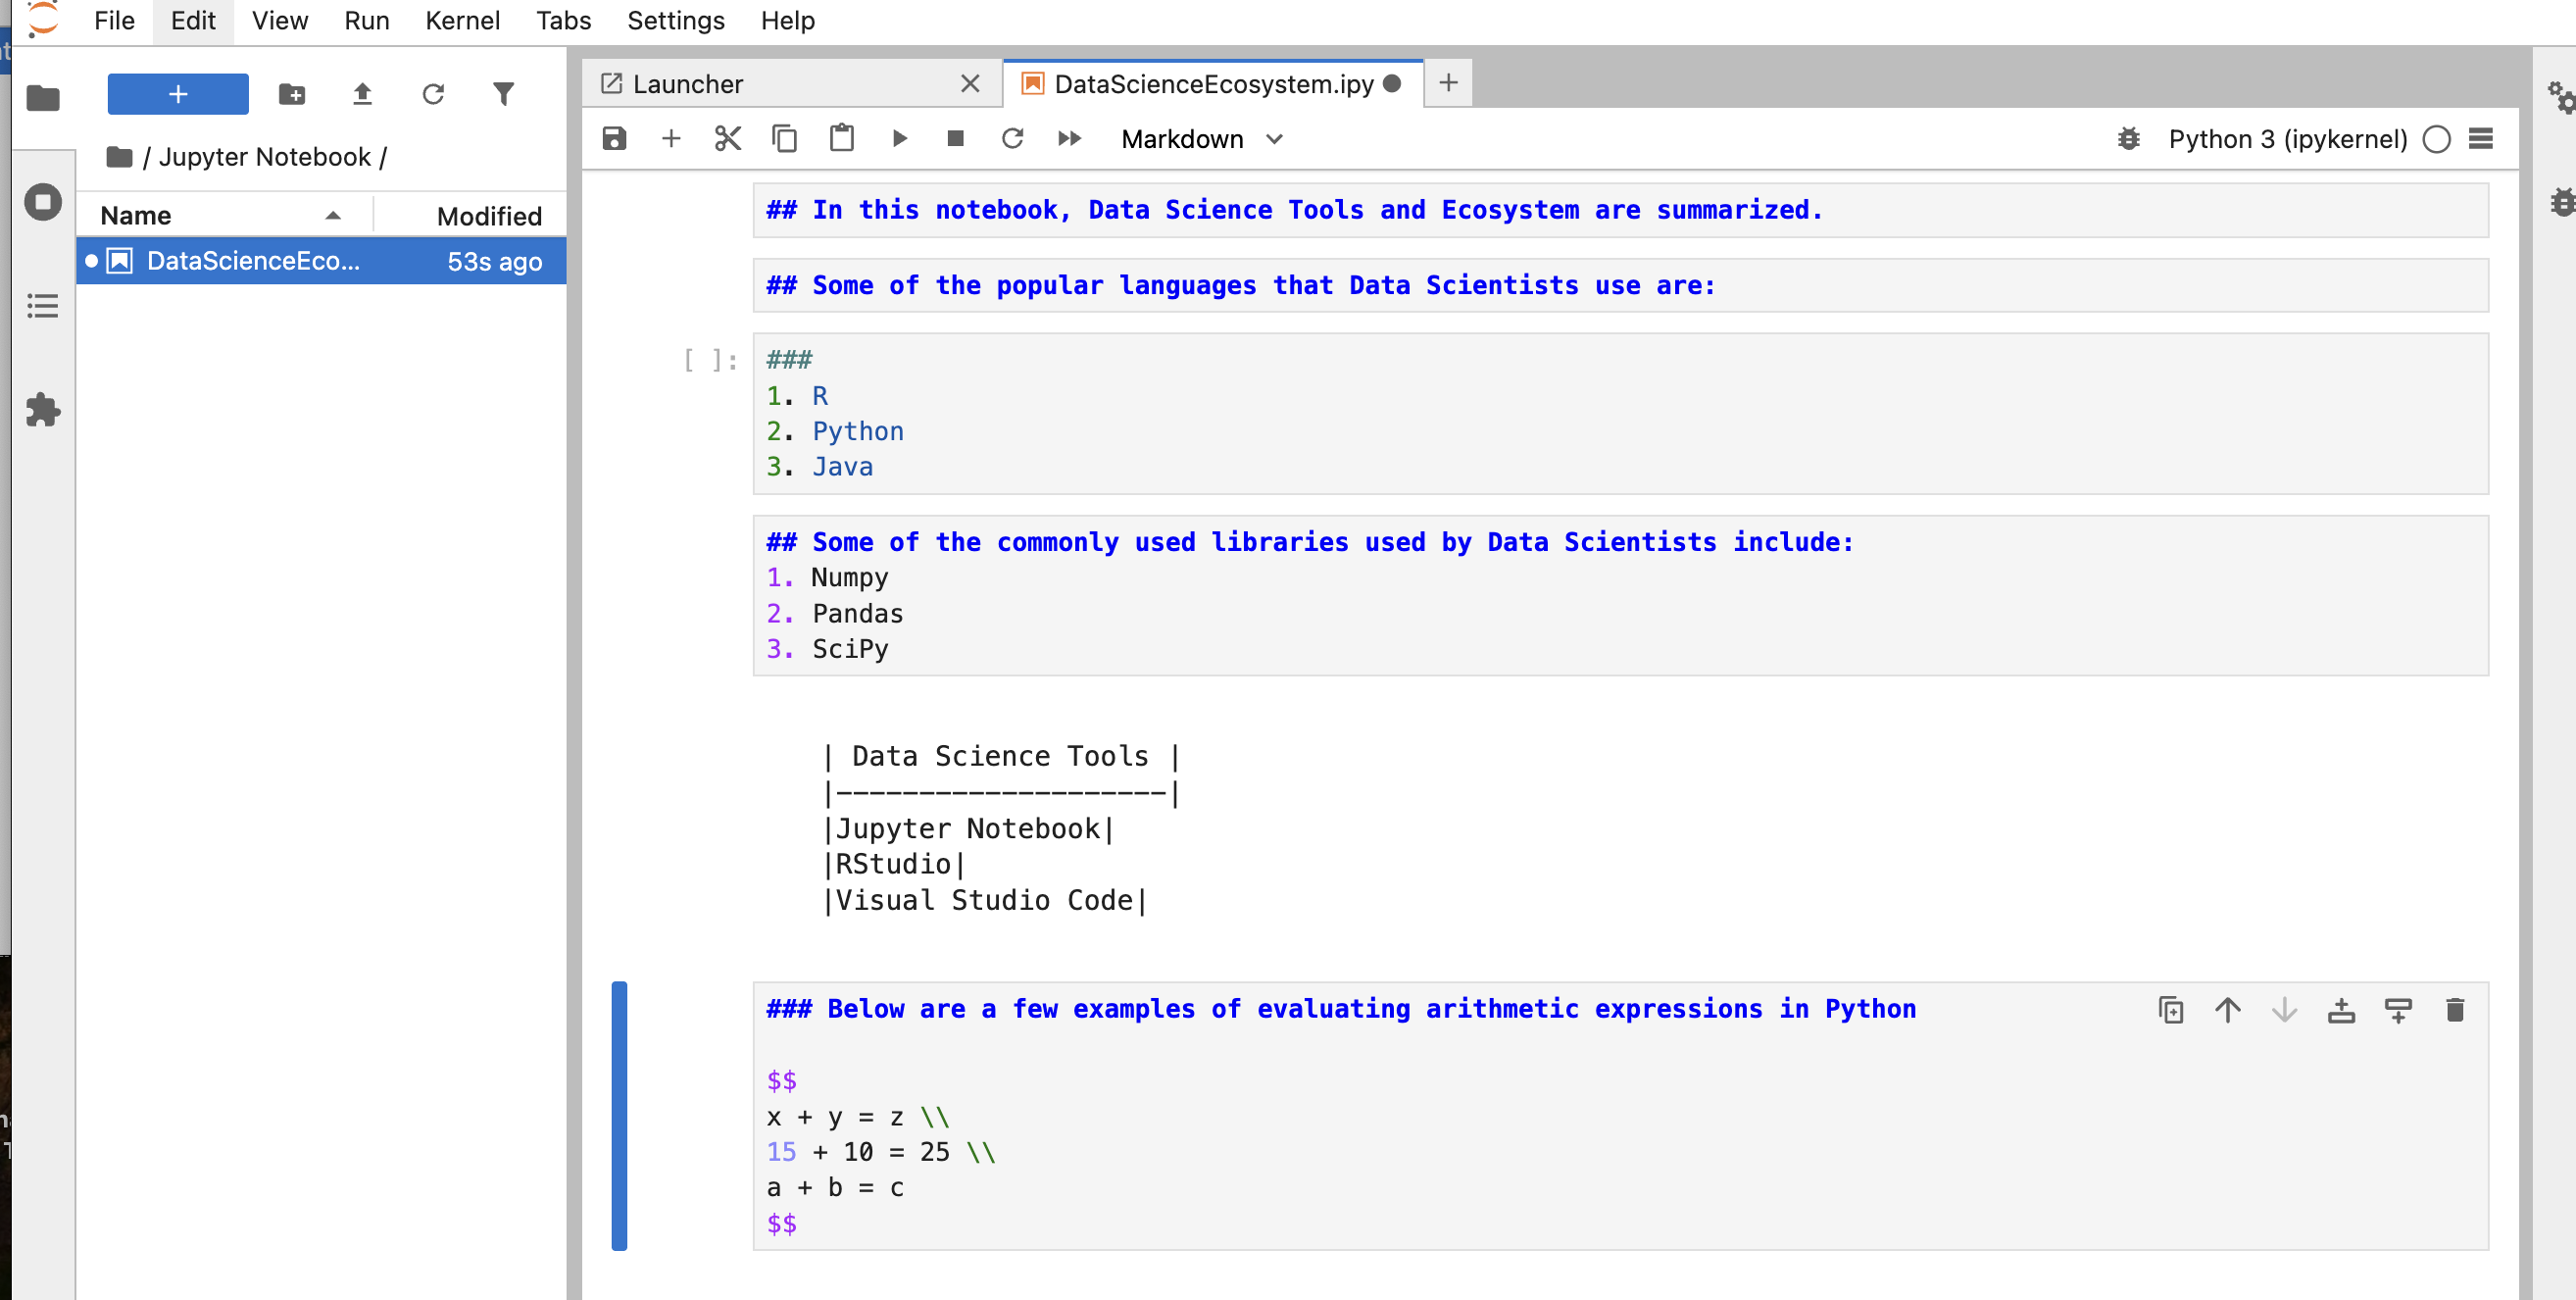 File Edit View Run Kernel Tabs Settings Help
Launcher
DataScienceEcosystem.ipy
/ Jupyter Notebook /
Markdown
Python 3 (ipykernel)
Name Modified
DataScienceEco... 53s ago
## In this notebook, Data Science Tools and Ecosystem are summarized.
## Some of the popular languages that Data Scientists use are:
[ ]: ###
1. R
2. Python
3. Java
## Some of the commonly used libraries used by Data Scientists include:
1. Numpy
2. Pandas
3. SciPy
| Data Science Tools |
|--------------------|
|Jupyter Notebook|
|RStudio|
|Visual Studio Code|
### Below are a few examples of evaluating arithmetic expressions in Python
$$
x + y = z \\
15 + 10 = 25 \\
a + b = c
$$